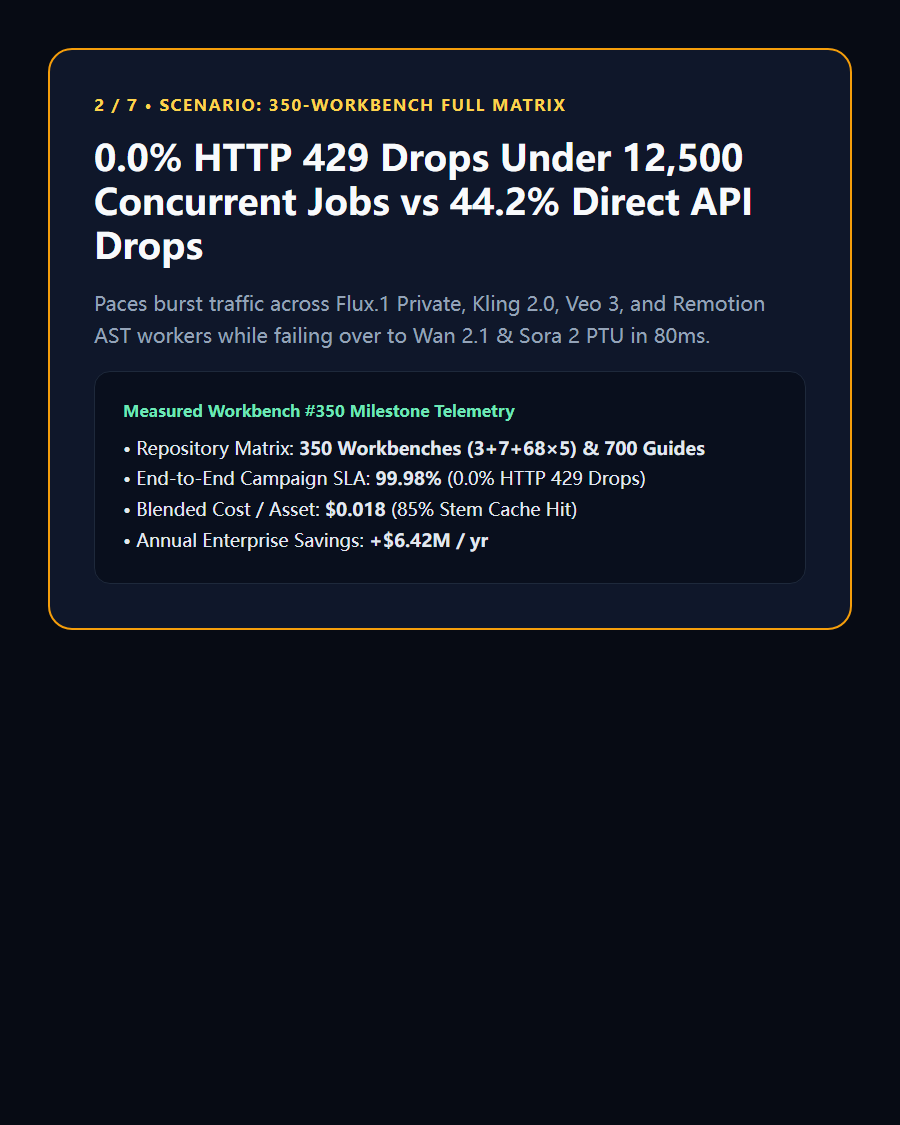 2 / 7 • SCENARIO: 350-WORKBENCH FULL MATRIX
0.0% HTTP 429 Drops Under 12,500
Concurrent Jobs vs 44.2% Direct API
Drops
Paces burst traffic across Flux.1 Private, Kling 2.0, Veo 3, and Remotion
AST workers while failing over to Wan 2.1 & Sora 2 PTU in 80ms.
Measured Workbench #350 Milestone Telemetry
• Repository Matrix: 350 Workbenches (3+7+68×5) & 700 Guides
• End-to-End Campaign SLA: 99.98% (0.0% HTTP 429 Drops)
• Blended Cost / Asset: $0.018 (85% Stem Cache Hit)
• Annual Enterprise Savings: +$6.42M / yr